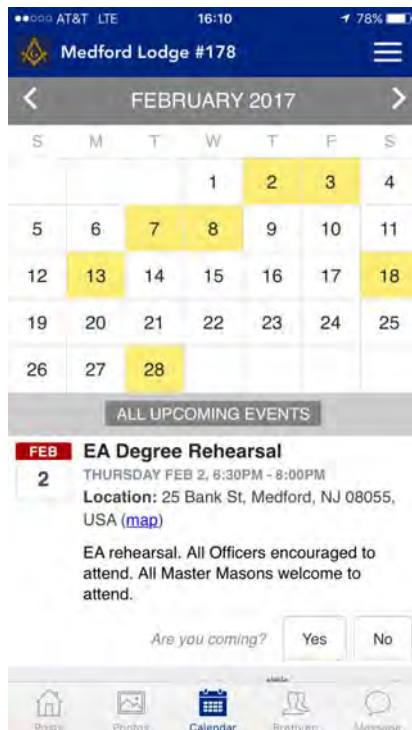 AT&T LTE 16:10 78%
Medford Lodge #178
FEBRUARY 2017
S M T W T F S
1 2 3 4
5 6 7 8 9 10 11
12 13 14 15 16 17 18
19 20 21 22 23 24 25
26 27 28
ALL UPCOMING EVENTS
FEB
2
EA Degree Rehearsal
THURSDAY FEB 2, 6:30PM - 8:00PM
Location: 25 Bank St, Medford, NJ 08055,
USA (map)
EA rehearsal. All Officers encouraged to
attend. All Master Masons welcome to
attend.
Are you coming? Yes No
Posts Photos Calendar Brethren Message